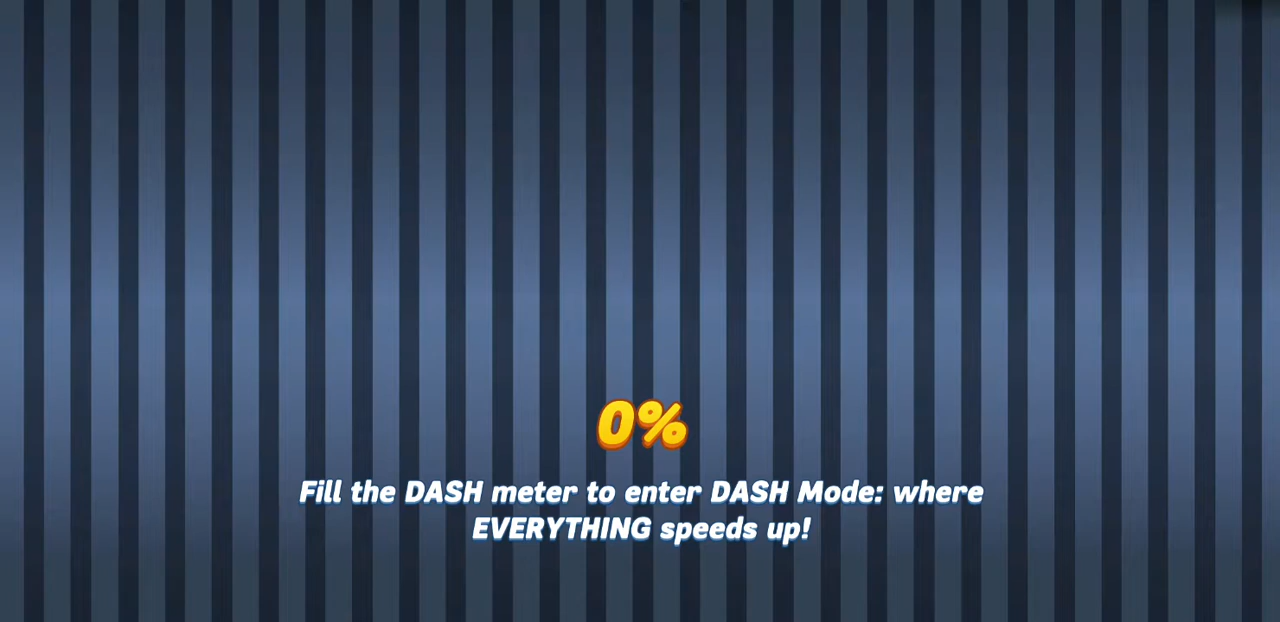 0%
Fill the DASH meter to enter DASH Mode: where
EVERYTHING speeds up!